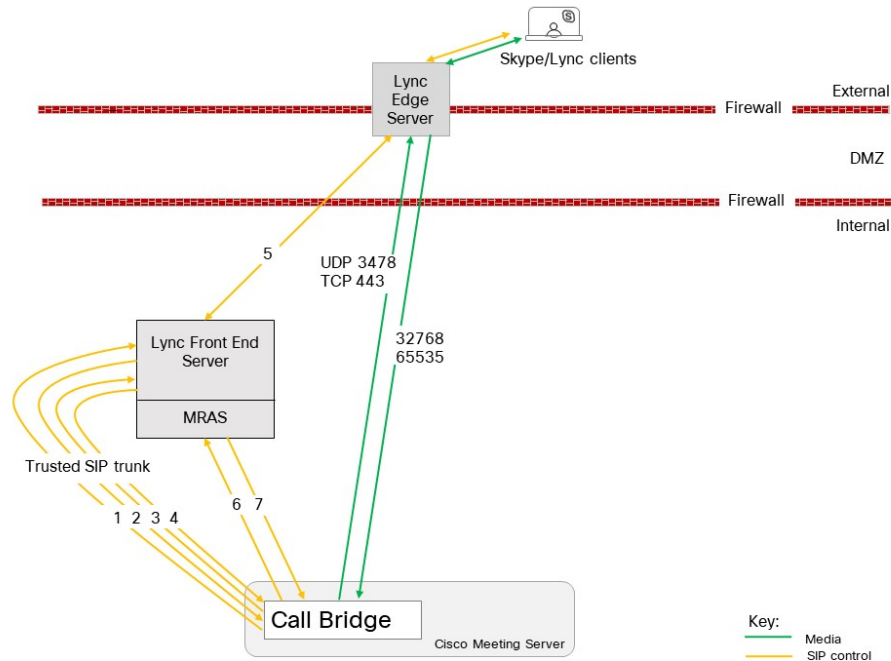 S
Skype/Lync clients
Lync
Edge
Server
External
Firewall
DMZ
Firewall
Internal
5
UDP 3478
TCP 443
32768
65535
Lync Front End
Server
MRAS
Trusted SIP trunk
1 2 3 4
6 7
Call Bridge
Cisco Meeting Server
Key:
Media
SIP control